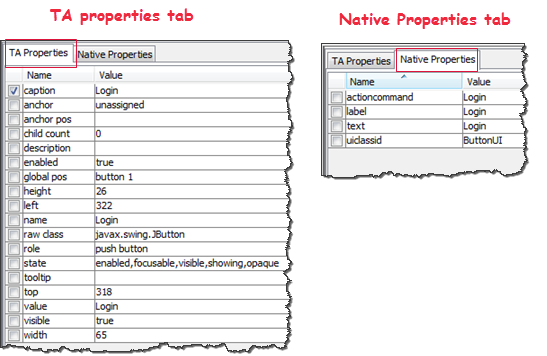 TA properties tab
TA Properties Native Properties
Name Value
caption Login
anchor unassigned
anchor pos
child count 0
description
enabled true
global pos button 1
height 26
left 322
name Login
raw class javax.swing.JButton
role push button
state enabled,focusable,visible,showing,opaque
tooltip
top 318
value Login
visible true
width 65
Native Properties tab
TA Properties Native Properties
Name Value
actioncommand Login
label Login
text Login
uiclassid ButtonUI